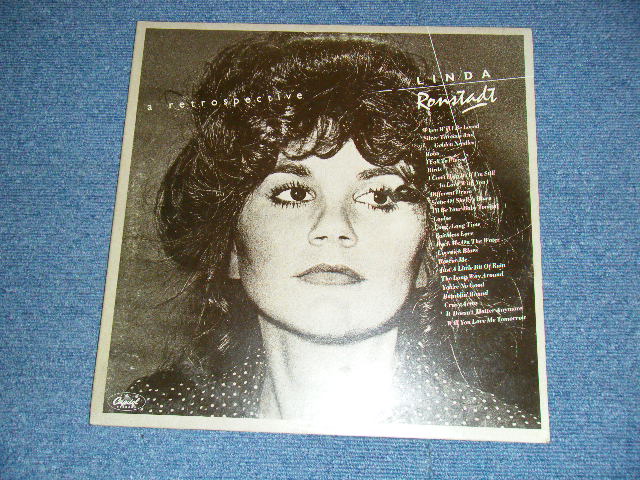 a retrospective
LINDA
Ronstadt
When Will I Be Loved
Silver Threads And
Golden Needles
Hobo
I Fall To Pieces
Birds
I Can't Help It (If I'm Still
In Love With You)
Different Drum
Some Of Shelly's Blues
I'll Be Your Baby Tonight
Louise
Long, Long Time
Faithless Love
Rock Me On The Water
Lovesick Blues
Rescue Me
Just A Little Bit Of Rain
The Long Way Around
You're No Good
Ramblin' Round
Crazy Arms
It Doesn't Matter Anymore
Will You Love Me Tomorrow
Capitol